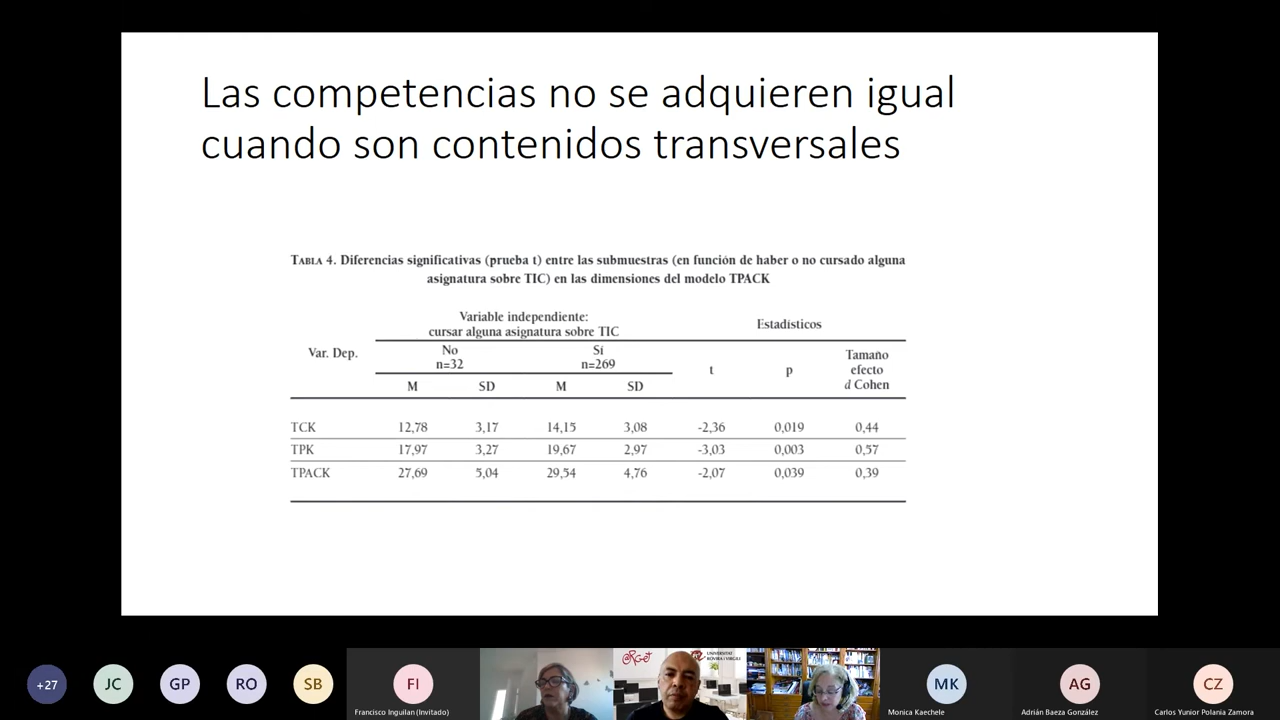 Las competencias no se adquieren igual
cuando son contenidos transversales
TABLA 4. Diferencias significativas (prueba t) entre las submuestras (en función de haber o no cursado alguna
asignatura sobre TIC) en las dimensiones del modelo TPACK
Variable independiente:
cursar alguna asignatura sobre TIC
Estadísticos
Var. Dep.
No
n=32
Sí
n=269
t
p
Tamaño
efecto
d Cohen
M SD M SD
TCK 12,78 3,17 14,15 3,08 -2,36 0,019 0,44
TPK 17,97 3,27 19,67 2,97 -3,03 0,003 0,57
TPACK 27,69 5,04 29,54 4,76 -2,07 0,039 0,39
+27
JC
GP
RO
SB
FI
Francisco Inguilan (Invitado)
@RGET
UNIVERSITAT
ROVIRA I VIRGILI
MK
Monica Kaechele
AG
Adrián Baeza González
CZ
Carlos Yunior Polania Zamora